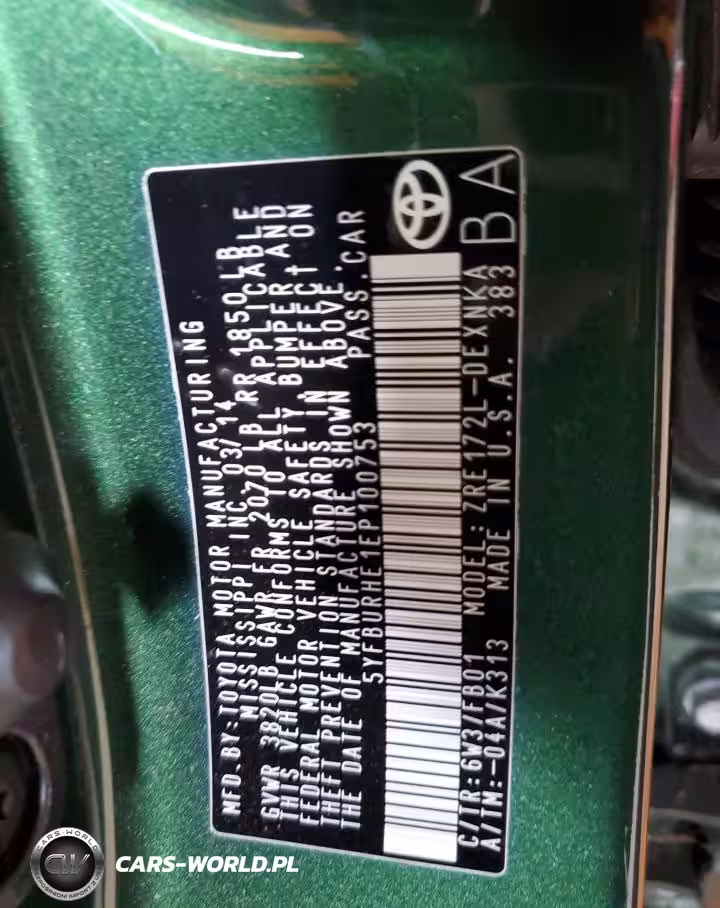 MFD. BY: TOYOTA MOTOR MANUFACTURING
MISSISSIPPI INC. 03/14
GVWR 3820LB GAWR FR 2070 LB RR 1850 LB
THIS VEHICLE CONFORMS TO ALL APPLICABLE
FEDERAL MOTOR VEHICLE SAFETY, BUMPER AND
THEFT PREVENTION STANDARDS IN EFFECT ON
THE DATE OF MANUFACTURE SHOWN ABOVE.
5YFBURHE1EP100753 PASS. CAR
C/TR: 6W3/FB01 MODEL: ZRE172L-DEXNKA
A/TM: -04A/K313 MADE IN U.S.A. 383
BA
CARS-WORLD
CW
CARS-WORLD.PL